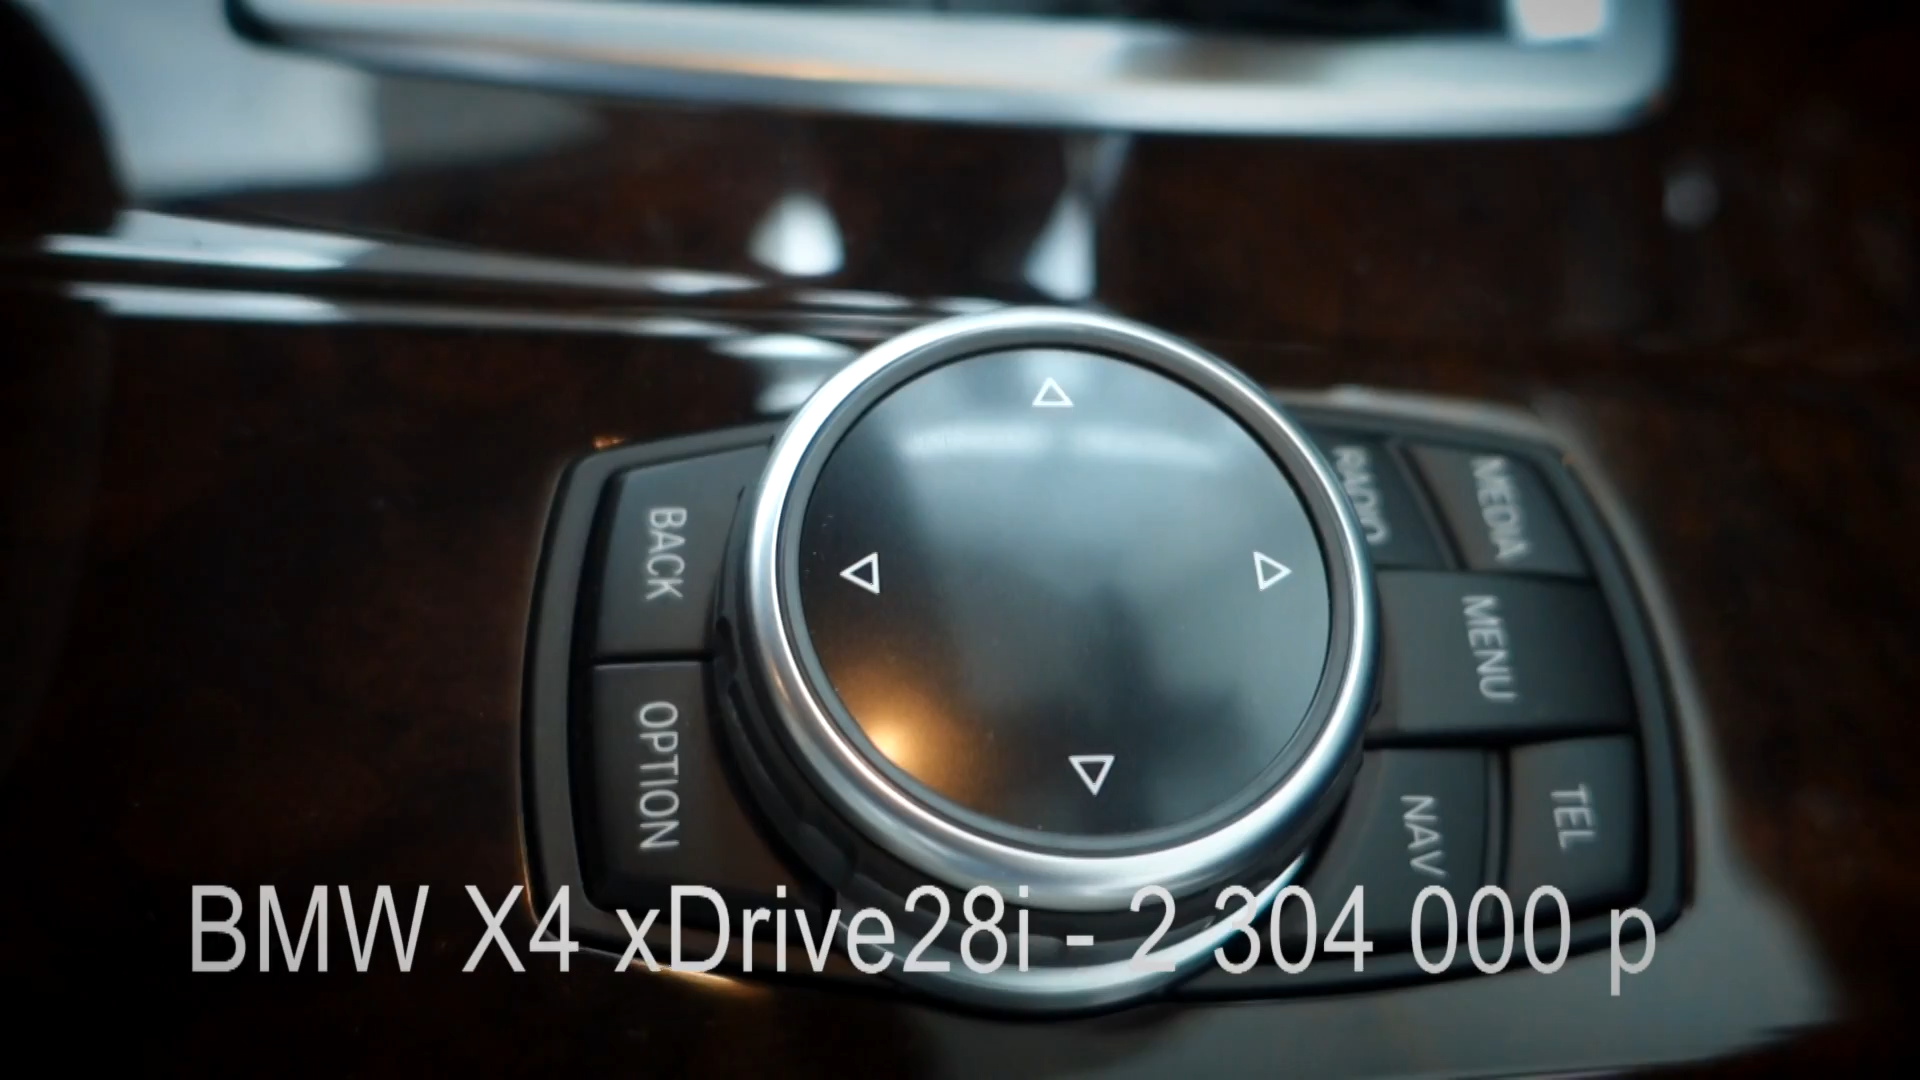 RADIO
MEDIA
BACK
MENU
OPTION
NAV
TEL
BMW X4 xDrive28i - 2 304 000 р